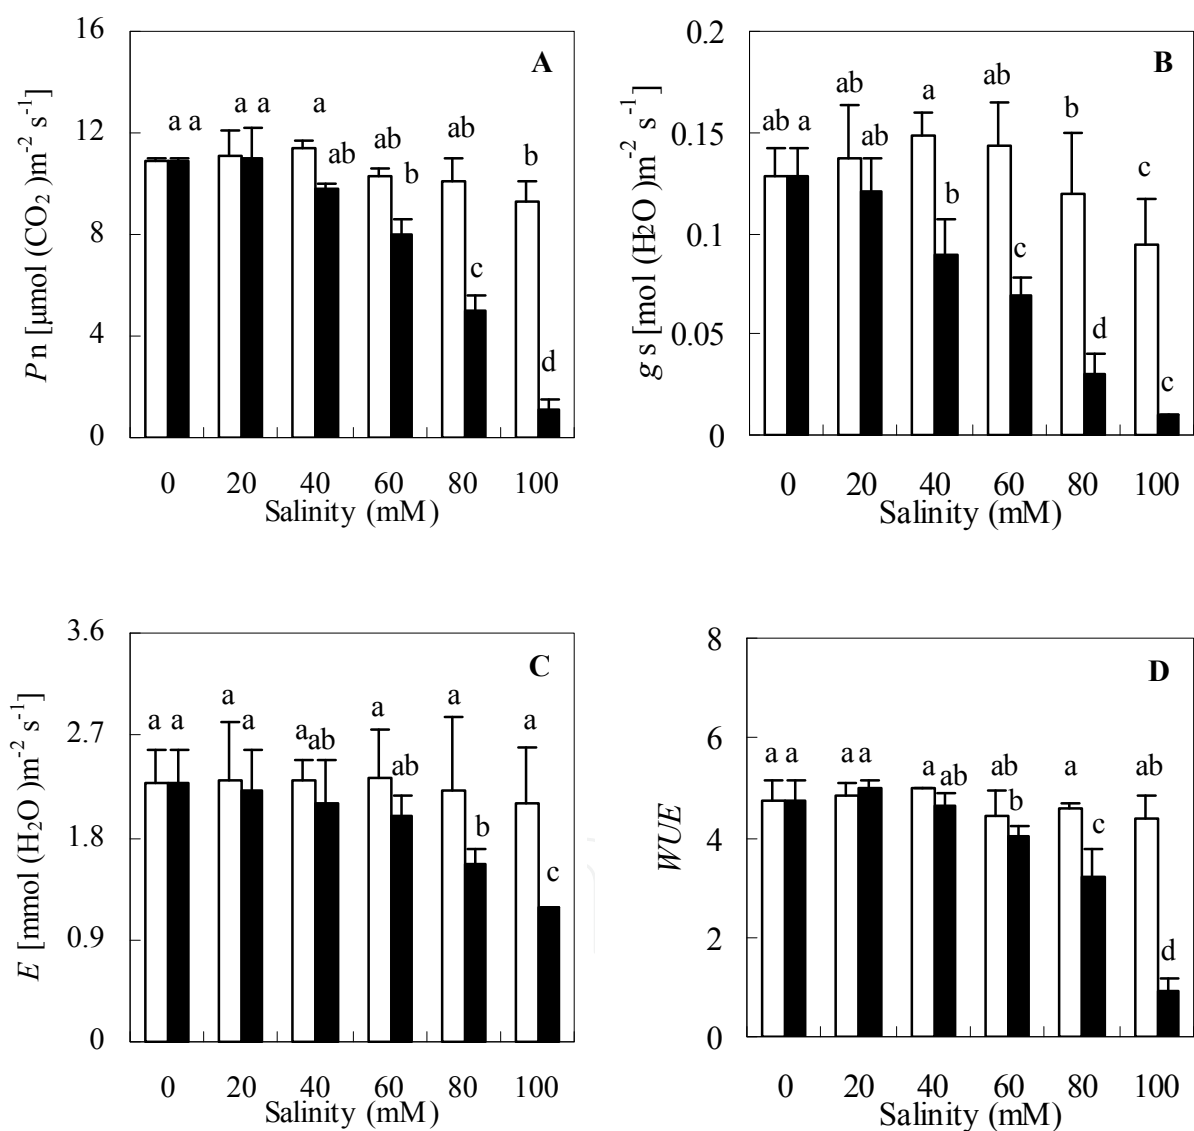 A
Pn [µmol (CO₂ )m⁻² s⁻¹]
16
12
8
4
0
a a
a a
a
ab
ab
b
ab
c
b
d
0 20 40 60 80 100
Salinity (mM)
B
g s [mol (H₂O )m⁻² s⁻¹]
0.2
0.15
0.1
0.05
0
ab a
ab
ab
a
b
ab
c
b
d
c
c
0 20 40 60 80 100
Salinity (mM)
C
E [mmol (H₂O )m⁻² s⁻¹]
3.6
2.7
1.8
0.9
0
a a
a
a
a
ab
a
ab
a
b
a
c
0 20 40 60 80 100
Salinity (mM)
D
WUE
8
6
4
2
0
a a
a a
a
ab
ab
b
a
c
ab
d
0 20 40 60 80 100
Salinity (mM)